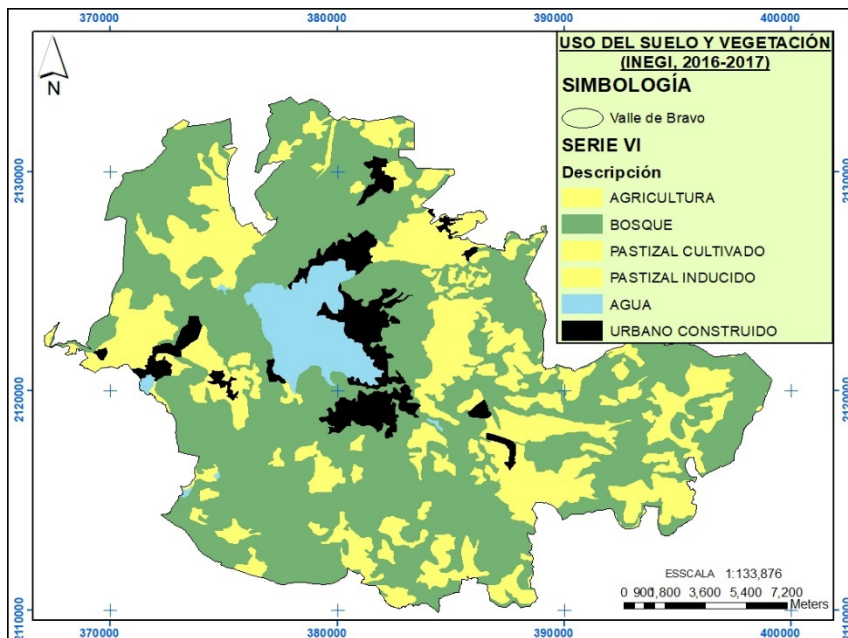 370000 380000 390000 400000
USO DEL SUELO Y VEGETACIÓN
(INEGI, 2016-2017)
SIMBOLOGÍA
Valle de Bravo
SERIE VI
Descripción
AGRICULTURA
BOSQUE
PASTIZAL CULTIVADO
PASTIZAL INDUCIDO
AGUA
URBANO CONSTRUIDO
N
2130000 2130000
2120000 2120000
ESSCALA 1:133,876
0 900 1,800 3,600 5,400 7,200
Meters
2110000 2110000
370000 380000 390000 400000